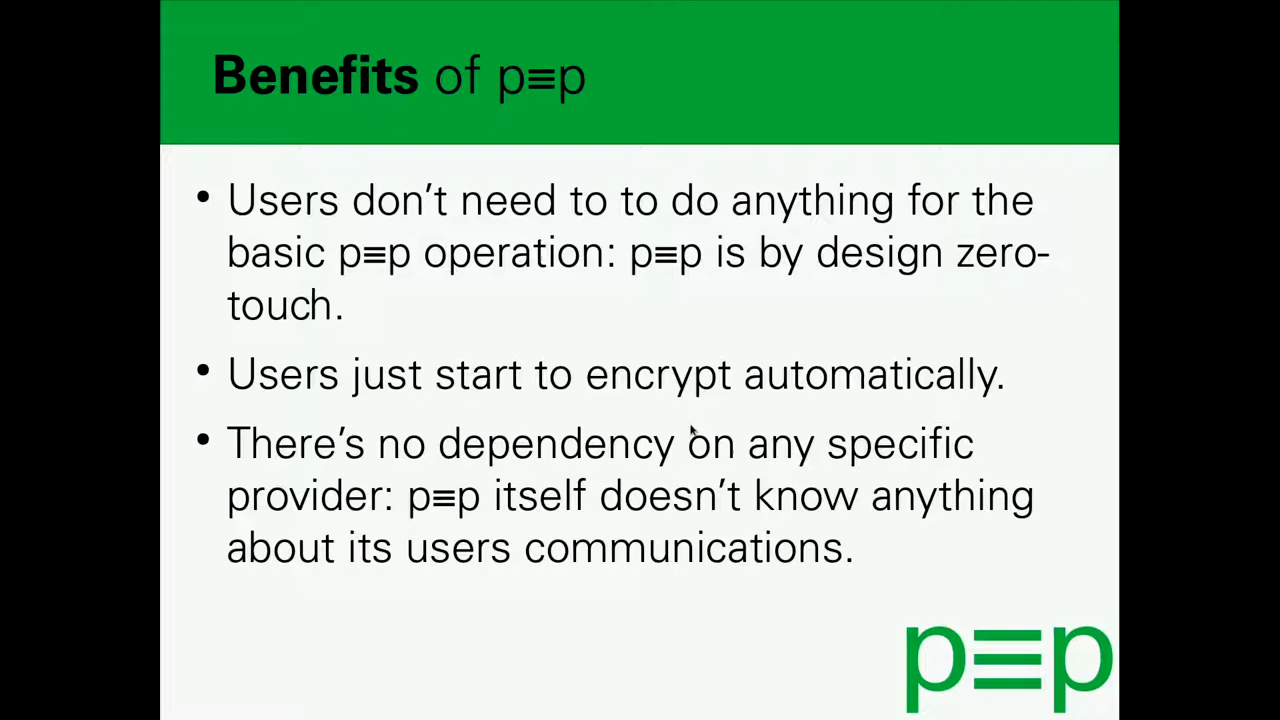 Benefits of p≡p
• Users don’t need to to do anything for the
basic p≡p operation: p≡p is by design zero-
touch.
• Users just start to encrypt automatically.
• There’s no dependency on any specific
provider: p≡p itself doesn’t know anything
about its users communications.
p≡p